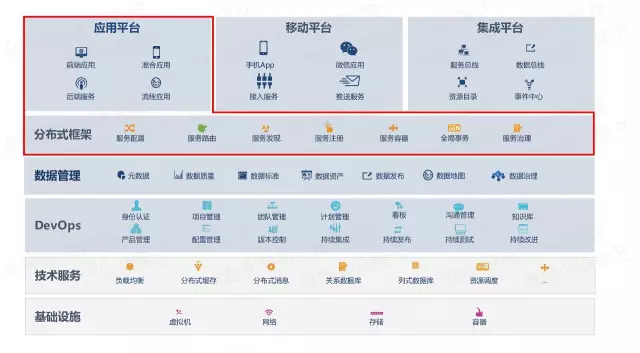 应用平台
移动平台
集成平台
前端应用
混合应用
手机App
微信应用
服务总线
数据总线
后端服务
流程应用
接入服务
推送服务
资源目录
事件中心
分布式框架
服务配置
服务路由
服务发现
服务注册
服务容器
全局事务
服务治理
数据管理
元数据
数据质量
数据标准
数据资产
数据发布
数据地图
数据治理
DevOps
身份认证
项目管理
团队管理
计划管理
看板
沟通管理
知识库
产品管理
配置管理
版本控制
持续集成
持续发布
持续测试
持续改进
技术服务
负载均衡
分布式缓存
分布式消息
关系数据库
列式数据库
资源调度
...
基础设施
虚拟机
网络
存储
容器